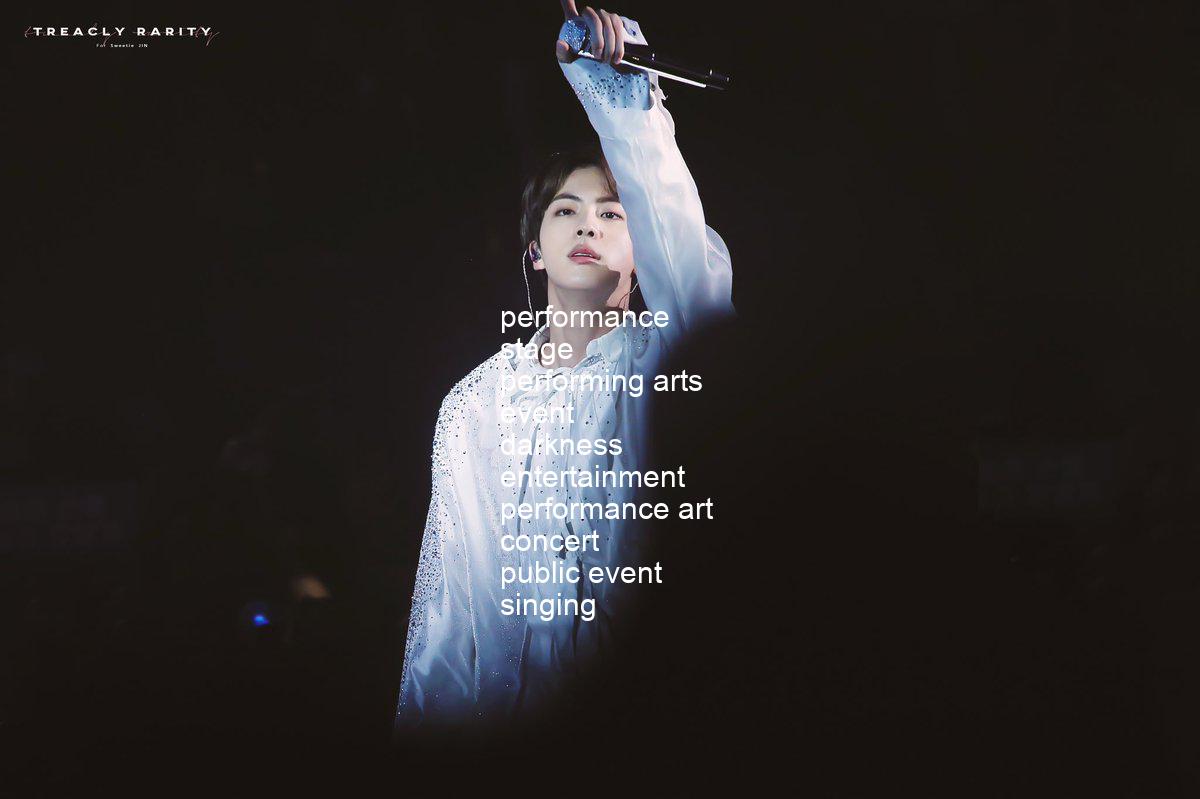 TREACLY RARITY
For Sweetie JIN
performance
stage
performing arts
event
darkness
entertainment
performance art
concert
public event
singing